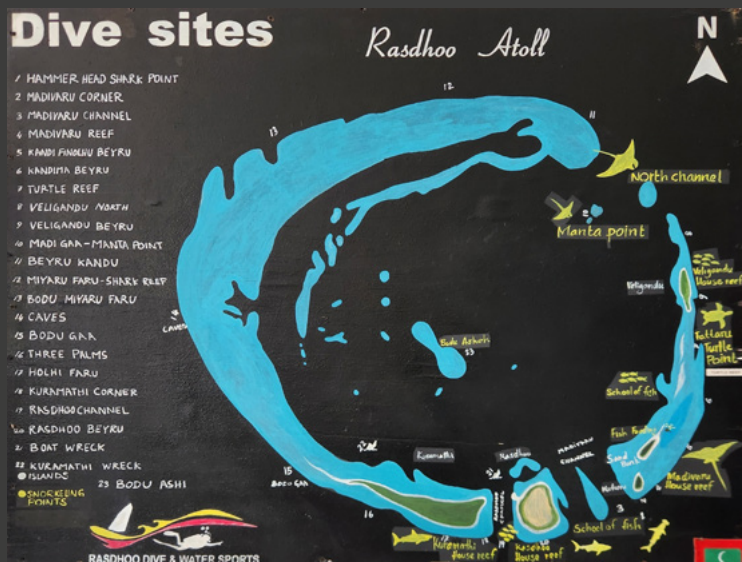 Dive sites
Rasdhoo Atoll
N
1 HAMMER HEAD SHARK POINT
2 MADIVARU CORNER
3 MADIVARU CHANNEL
4 MADIVARU REEF
5 KANDI FINOLHU BEYRU
6 KANDIMA BEYRU
7 TURTLE REEF
8 VELIGANDU NORTH
9 VELIGANDU BEYRU
10 MADI GAA-MANTA POINT
11 BEYRU KANDU
12 MIYARU FARU-SHARK REEF
13 BODU MIYARU FARU
14 CAVES
15 BODU GAA
16 THREE PALMS
17 HOLHI FARU
18 KURAMATHI CORNER
19 RASDHOO CHANNEL
20 RASDHOO BEYRU
21 BOAT WRECK
22 KURAMATHI WRECK
ISLANDS
23 BODU ASHI
SNORKELING
POINTS
RASDHOO DIVE & WATER SPORTS
12
11
13
North channel
Manta point
Veligandu
House reef
Veligandu
Turtle
Point
CAVES
23
School of fish
Sand
Madivaru
House reef
MADIVARU
CHANNEL
Kuramathi
Rasdhoo
15
BODU GAA
16
RASDHOO
CHANNEL
3
4
School of fish
Kuramathi
House reef
Rasdhoo
House reef